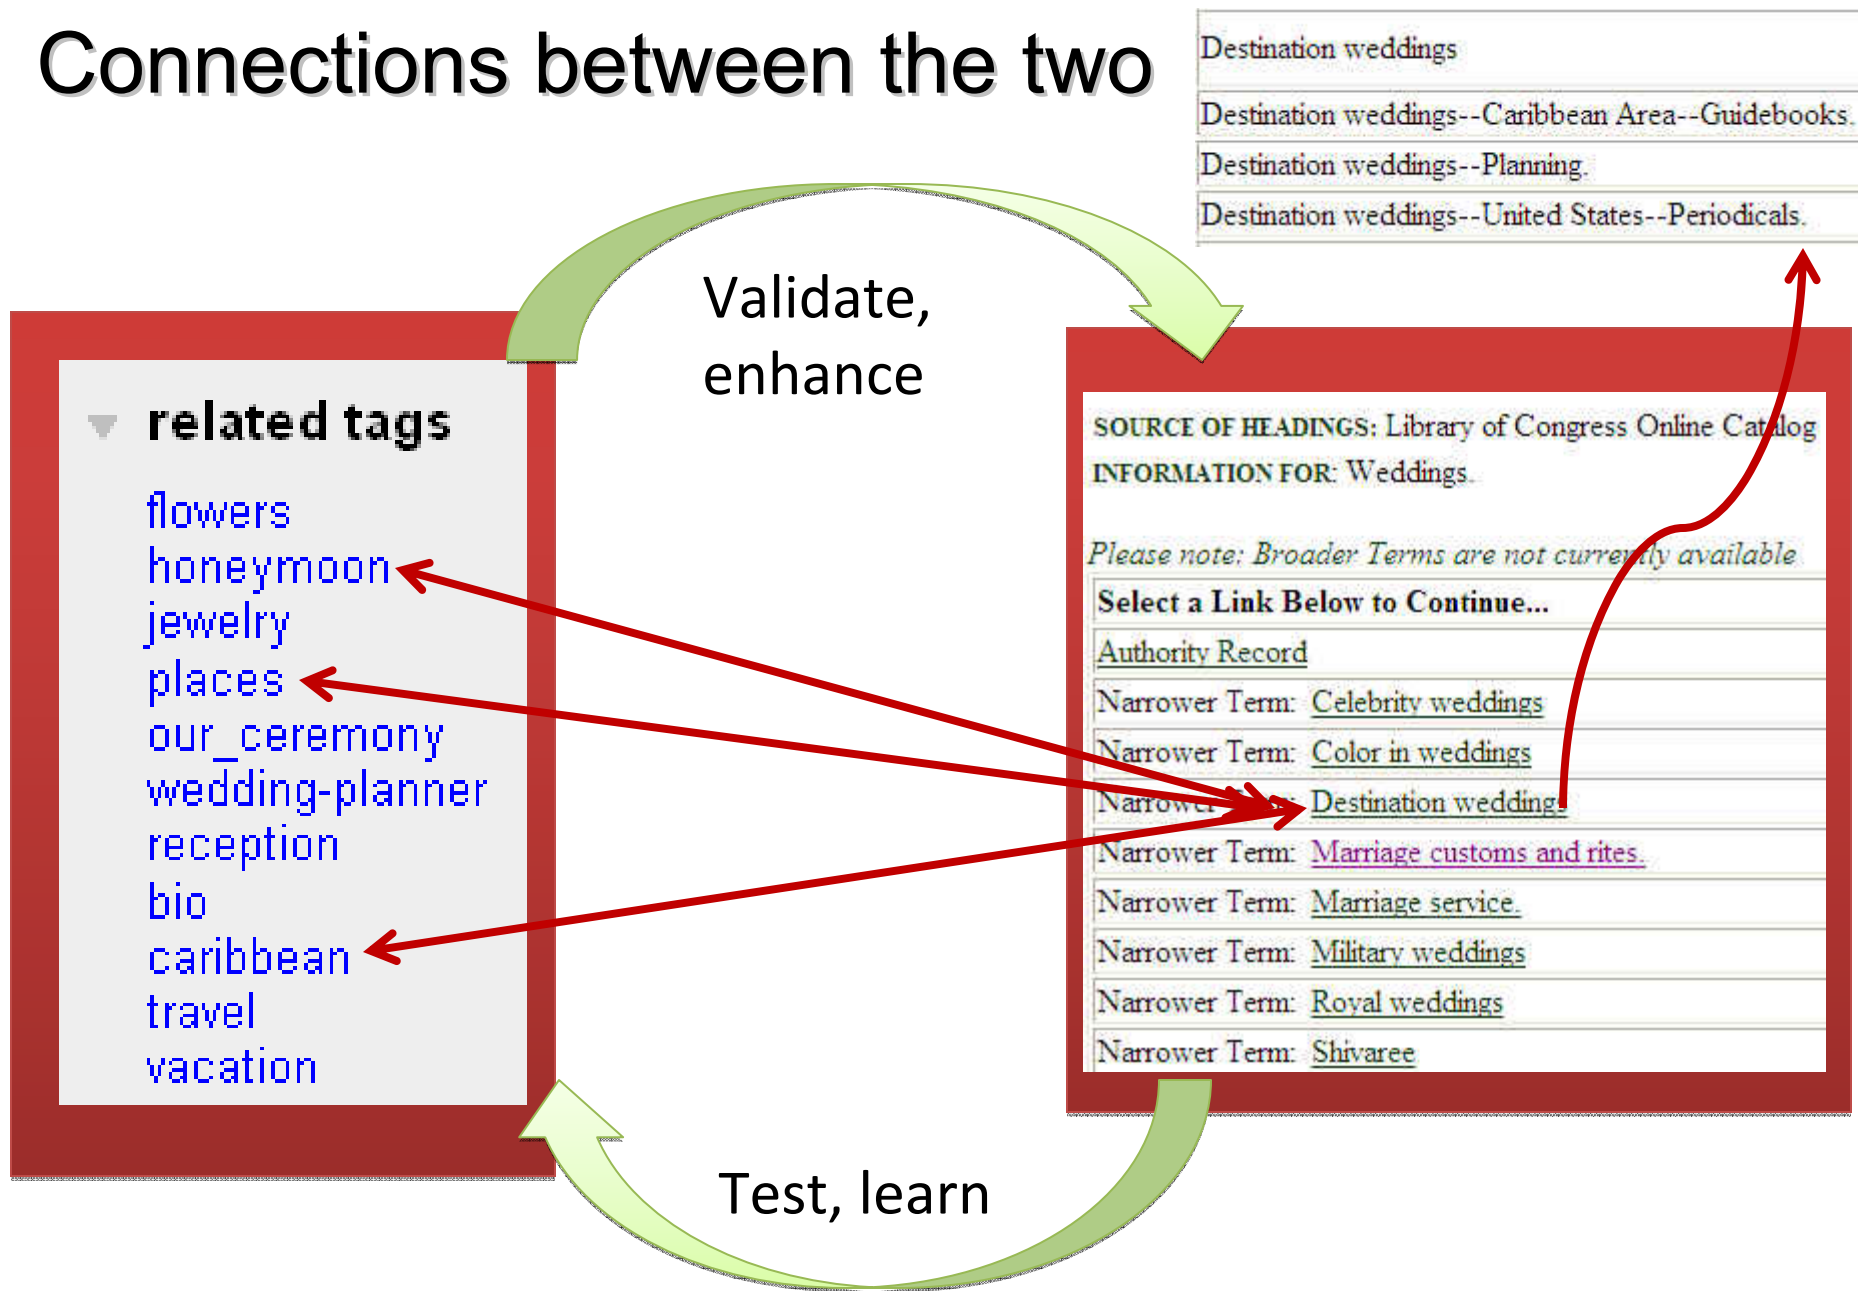 Connections between the two
Destination weddings
Destination weddings--Caribbean Area--Guidebooks.
Destination weddings--Planning.
Destination weddings--United States--Periodicals.
Validate,
enhance
related tags
flowers
honeymoon
jewelry
places
our_ceremony
wedding-planner
reception
bio
caribbean
travel
vacation
SOURCE OF HEADINGS: Library of Congress Online Catalog
INFORMATION FOR: Weddings.
Please note: Broader Terms are not currently available
Select a Link Below to Continue...
Authority Record
Narrower Term: Celebrity weddings
Narrower Term: Color in weddings
Narrower Term: Destination weddings
Narrower Term: Marriage customs and rites.
Narrower Term: Marriage service.
Narrower Term: Military weddings
Narrower Term: Royal weddings
Narrower Term: Shivaree
Test, learn